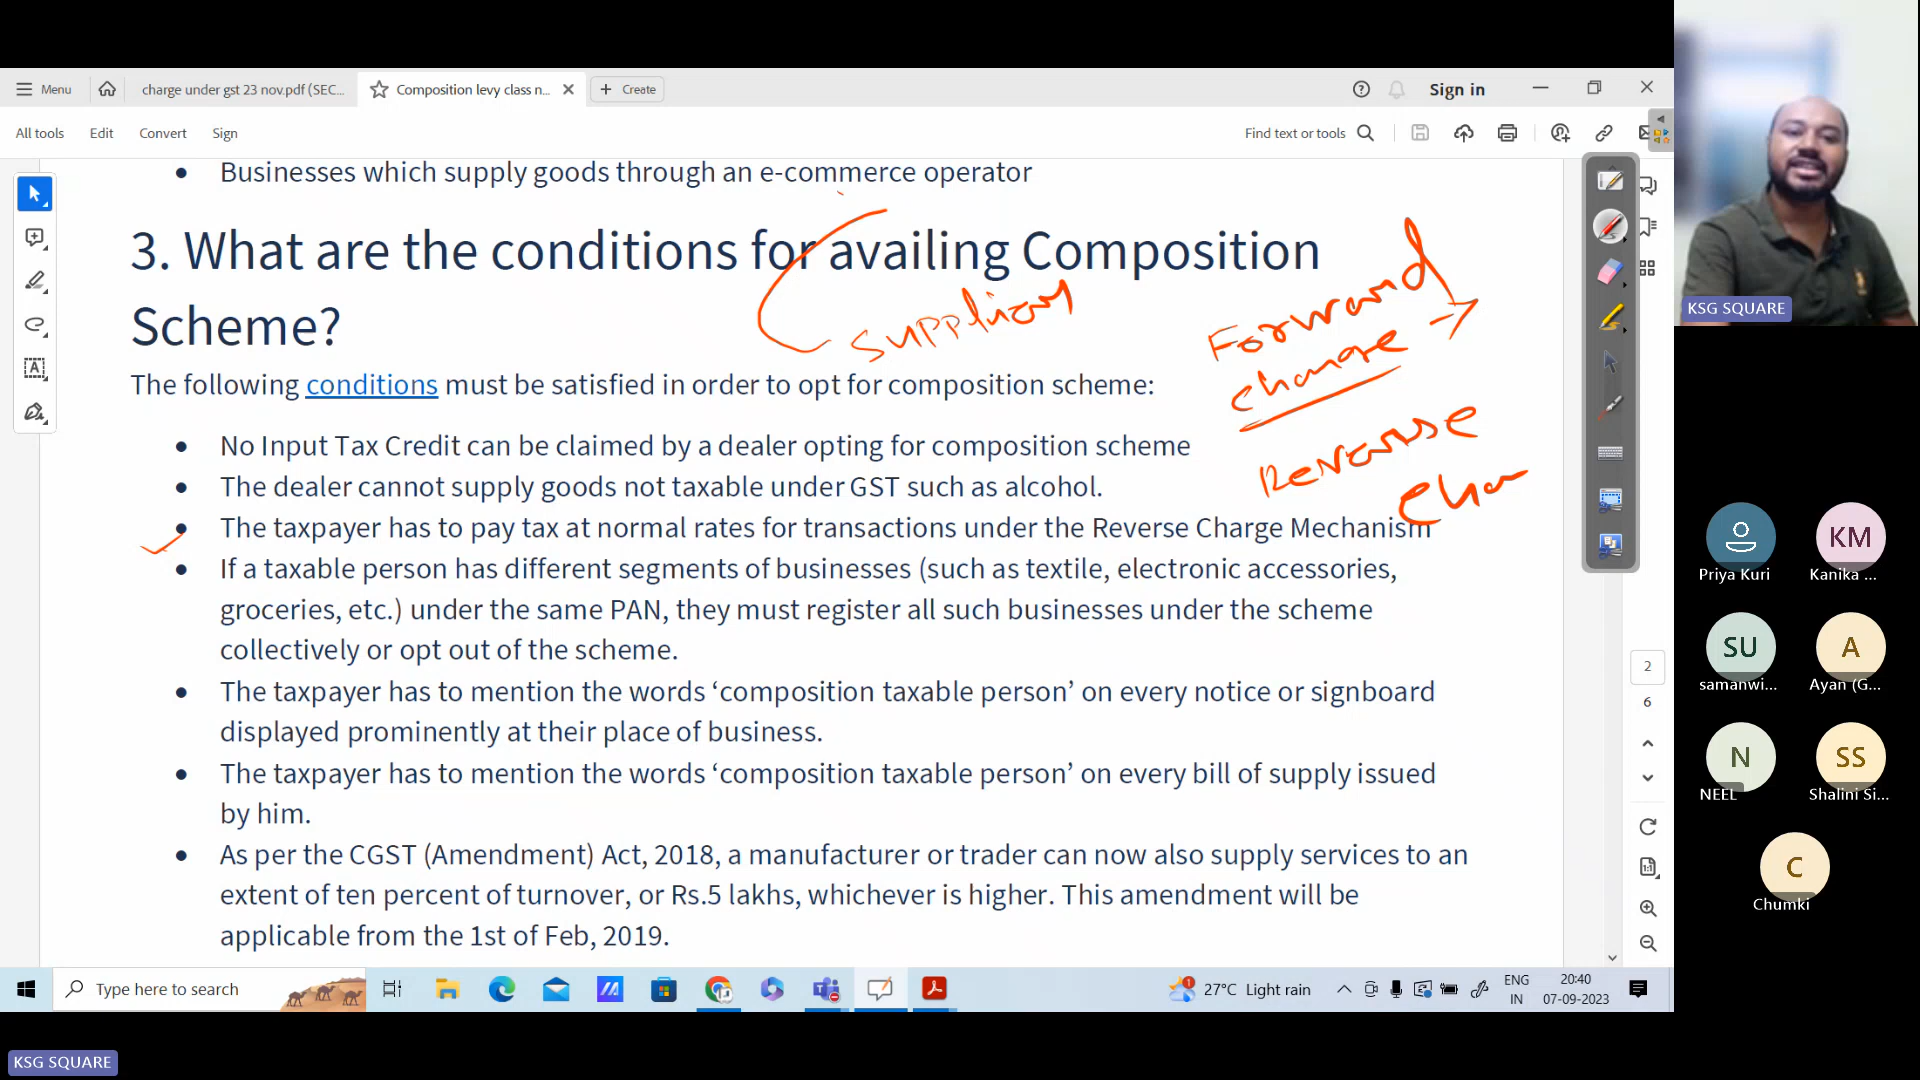 Menu
charge under gst 23 nov.pdf (SEC...
Composition levy class n...
Create
Sign in
All tools
Edit
Convert
Sign
Find text or tools
Businesses which supply goods through an e-commerce operator
3. What are the conditions for availing Composition
Scheme?
Supplier
Forward
charge
Reverse
Char
The following conditions must be satisfied in order to opt for composition scheme:
No Input Tax Credit can be claimed by a dealer opting for composition scheme
The dealer cannot supply goods not taxable under GST such as alcohol.
The taxpayer has to pay tax at normal rates for transactions under the Reverse Charge Mechanism
If a taxable person has different segments of businesses (such as textile, electronic accessories,
groceries, etc.) under the same PAN, they must register all such businesses under the scheme
collectively or opt out of the scheme.
The taxpayer has to mention the words ‘composition taxable person’ on every notice or signboard
displayed prominently at their place of business.
The taxpayer has to mention the words ‘composition taxable person’ on every bill of supply issued
by him.
As per the CGST (Amendment) Act, 2018, a manufacturer or trader can now also supply services to an
extent of ten percent of turnover, or Rs.5 lakhs, whichever is higher. This amendment will be
applicable from the 1st of Feb, 2019.
2
6
Type here to search
27°C Light rain
ENG
IN
20:40
07-09-2023
KSG SQUARE
KSG SQUARE
Priya Kuri
KM
Kanika ...
SU
samanwi...
A
Ayan (G...
N
NEEL
SS
Shalini Si...
C
Chumki